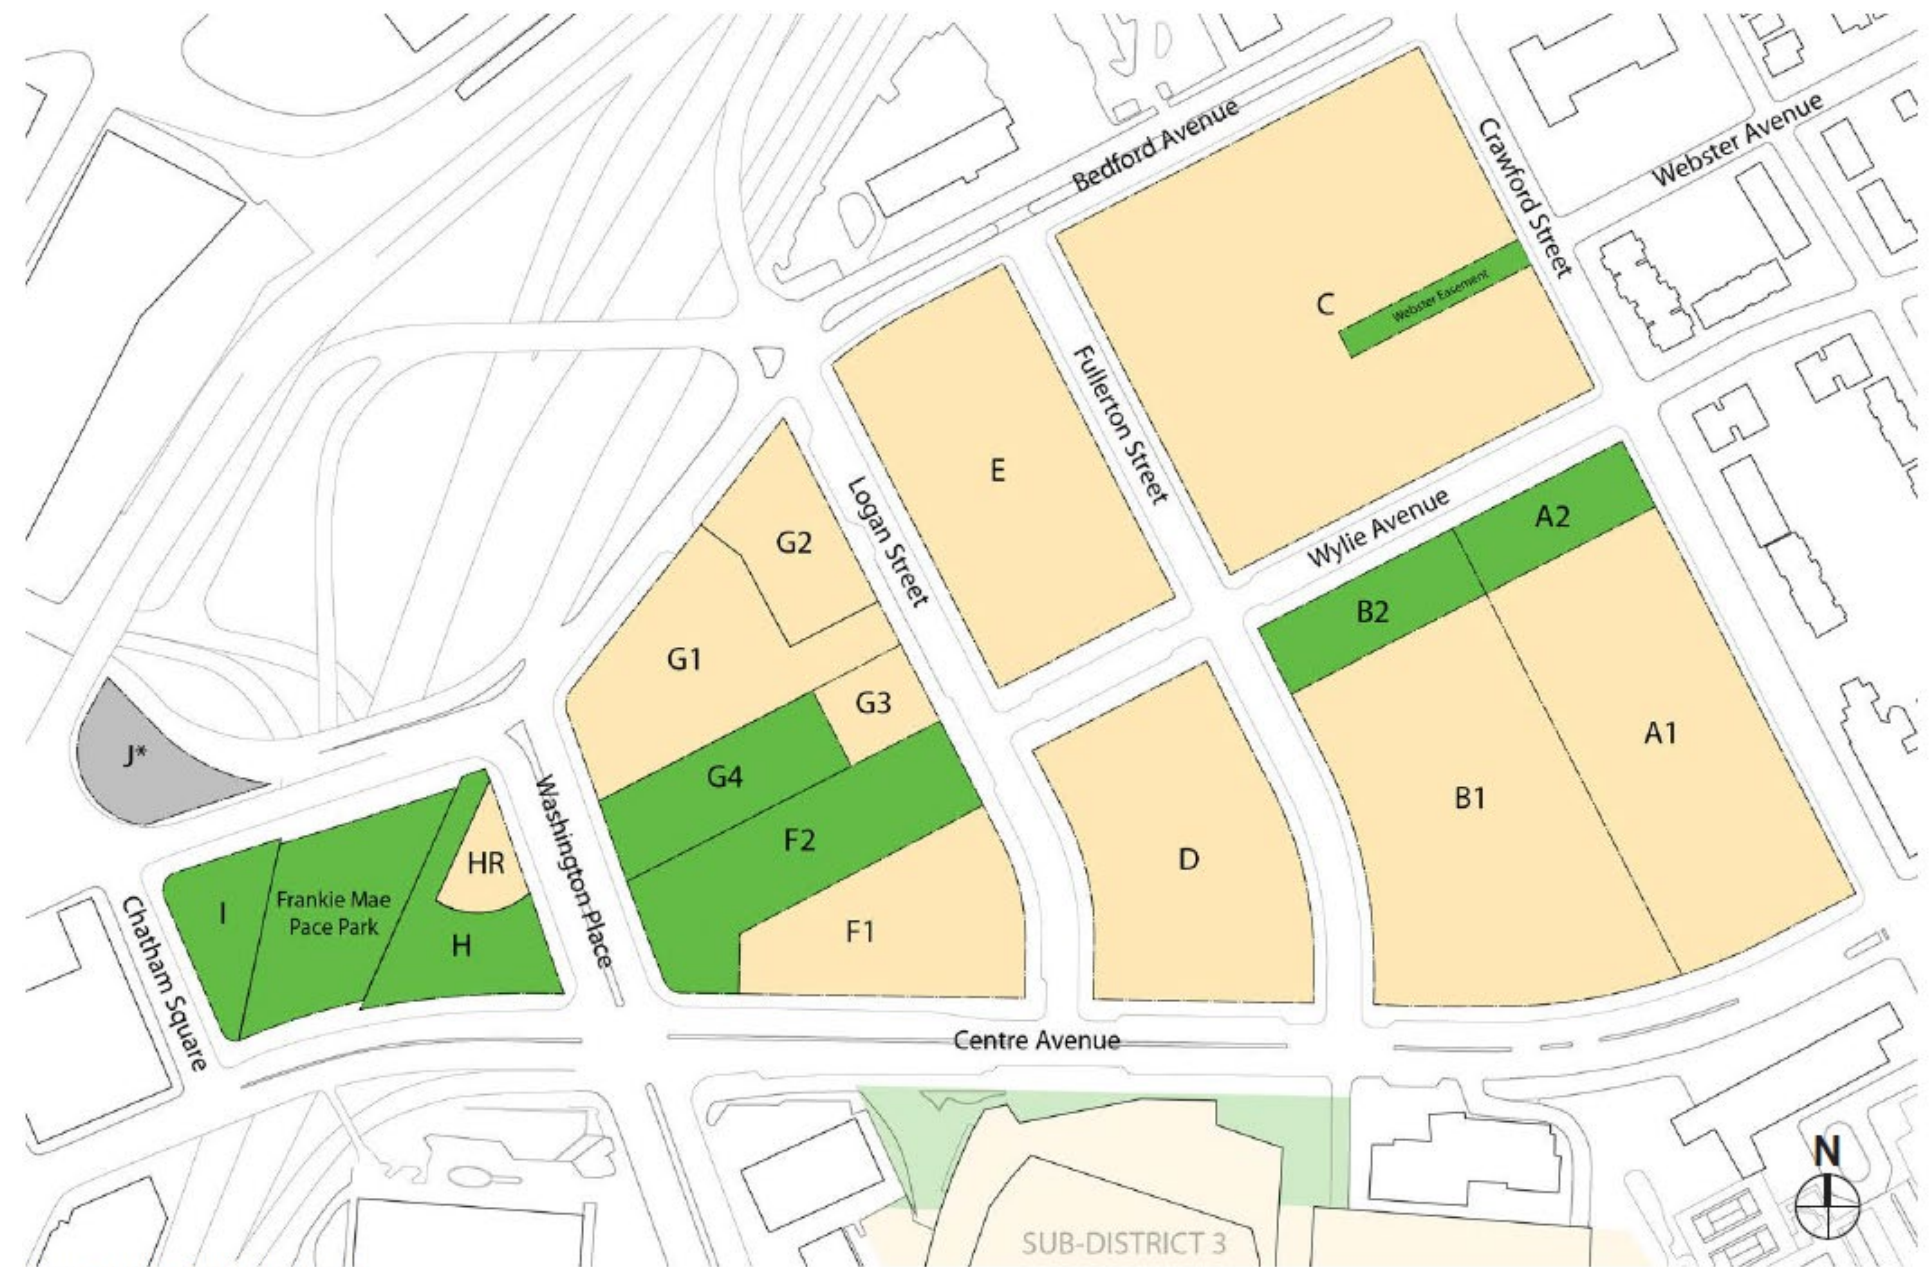 Bedford Avenue
Crawford Street
Webster Avenue
C
Webster Easement
Fullerton Street
E
Logan Street
G2
Wylie Avenue
A2
B2
G1
G3
A1
J*
G4
B1
Washington Place
F2
HR
D
I
Frankie Mae
Pace Park
H
F1
Chatham Square
Centre Avenue
N
SUB-DISTRICT 3